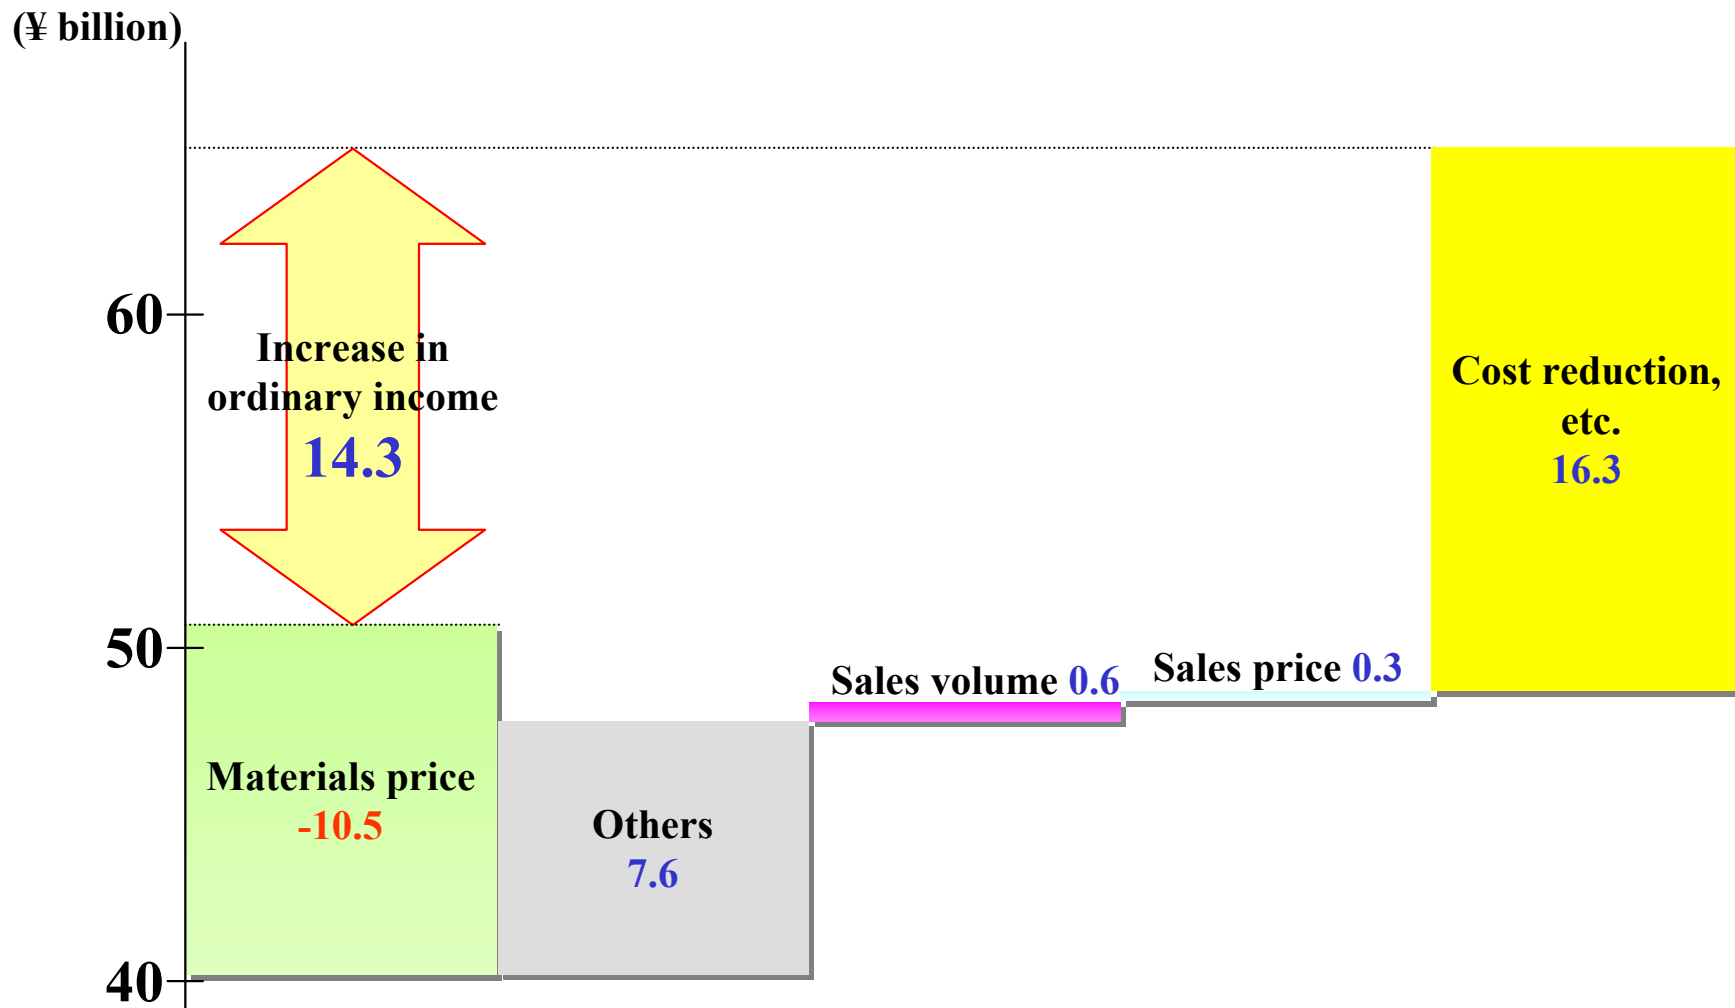 (¥ billion)
60
50
40
Increase in
ordinary income
14.3
Materials price
-10.5
Others
7.6
Sales volume 0.6
Sales price 0.3
Cost reduction,
etc.
16.3